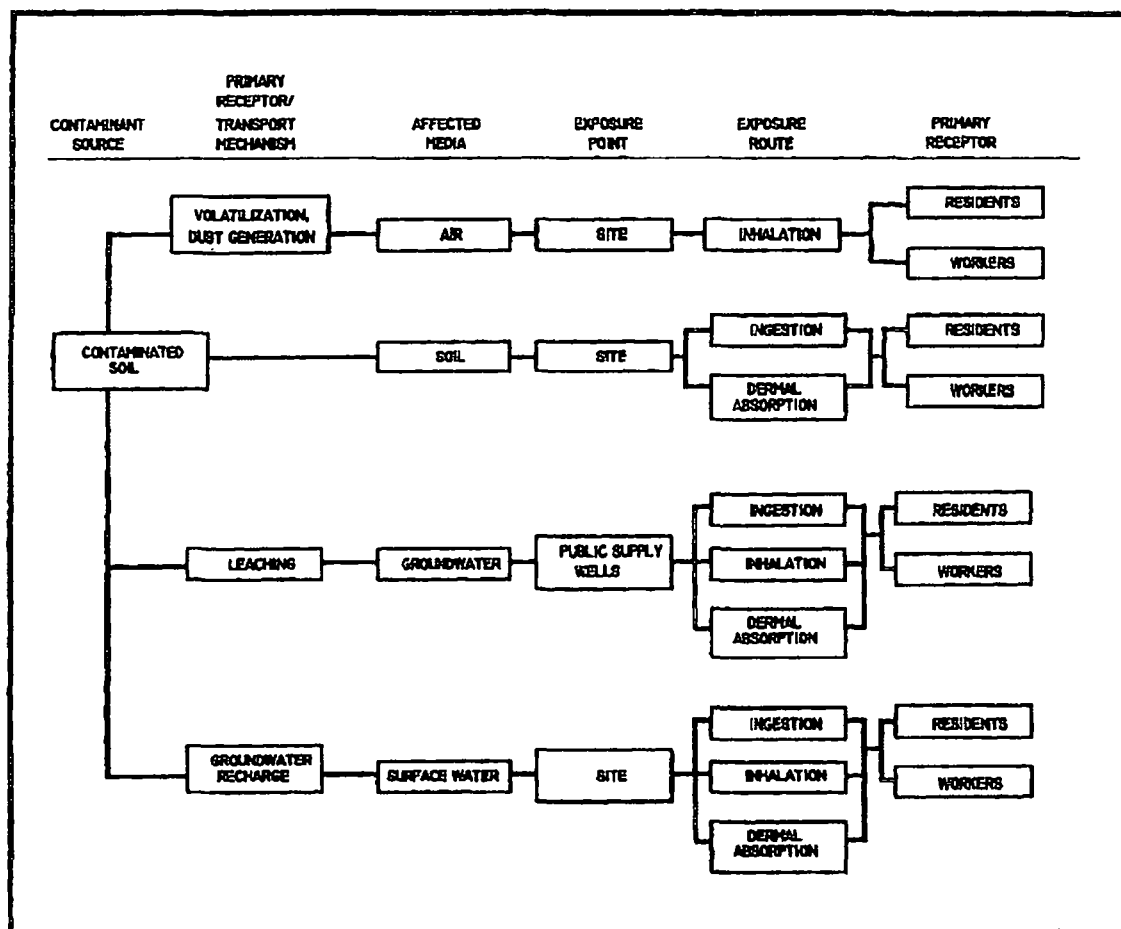 PRIMARY
RECEPTOR/
CONTAMINANT TRANSPORT AFFECTED EXPOSURE EXPOSURE PRIMARY
SOURCE MECHANISM MEDIA POINT ROUTE RECEPTOR
VOLATILIZATION,
DUST GENERATION
AIR
SITE
INHALATION
RESIDENTS
WORKERS
CONTAMINATED
SOIL
SOIL
SITE
INGESTION
DERMAL
ABSORPTION
RESIDENTS
WORKERS
LEACHING
GROUNDWATER
PUBLIC SUPPLY
WELLS
INGESTION
INHALATION
DERMAL
ABSORPTION
RESIDENTS
WORKERS
GROUNDWATER
RECHARGE
SURFACE WATER
SITE
INGESTION
INHALATION
DERMAL
ABSORPTION
RESIDENTS
WORKERS